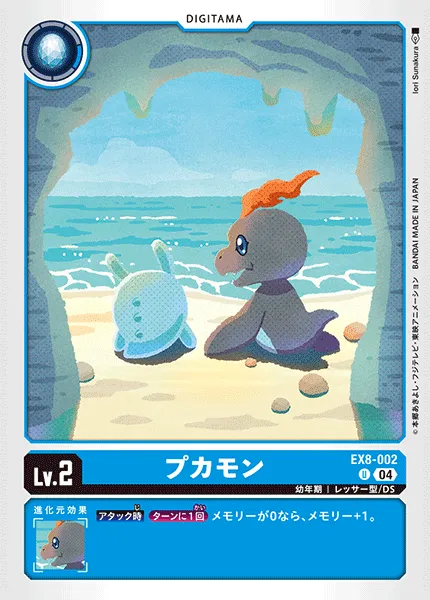 DIGITAMA
Iori Sunakura
© 本郷あきよし・フジテレビ・東映アニメーション BANDAI MADE IN JAPAN
Lv.2
プカモン
EX8-002
U 04
幼年期 | レッサー型/DS
進化元効果
アタック時 ターンに1回 メモリーが0なら、メモリー+1。
じ
かい